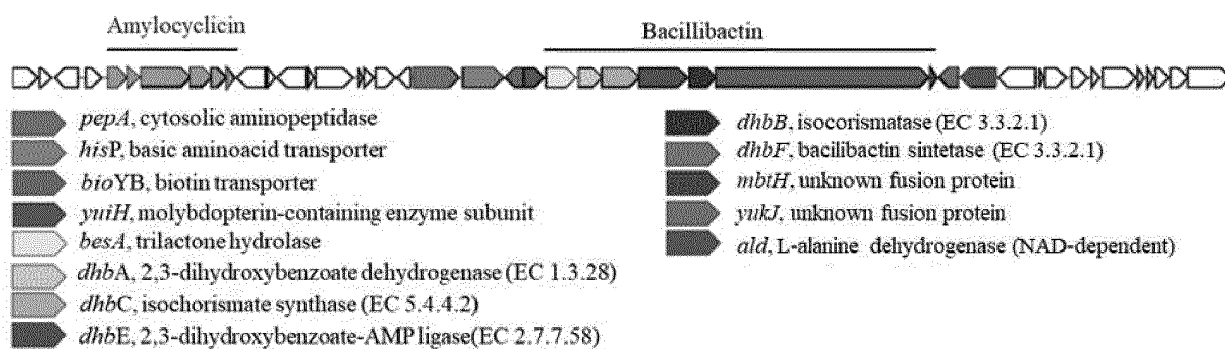 Amylocyclicin
Bacillibactin
pepA, cytosolic aminopeptidase
hisP, basic aminoacid transporter
bioYB, biotin transporter
yuiH, molybdopterin-containing enzyme subunit
besA, trilactone hydrolase
dhbA, 2,3-dihydroxybenzoate dehydrogenase (EC 1.3.28)
dhbC, isochorismate synthase (EC 5.4.4.2)
dhbE, 2,3-dihydroxybenzoate-AMP ligase(EC 2.7.7.58)
dhbB, isocorismatase (EC 3.3.2.1)
dhbF, bacilibactin sintetase (EC 3.3.2.1)
mbtH, unknown fusion protein
yukJ, unknown fusion protein
ald, L-alanine dehydrogenase (NAD-dependent)